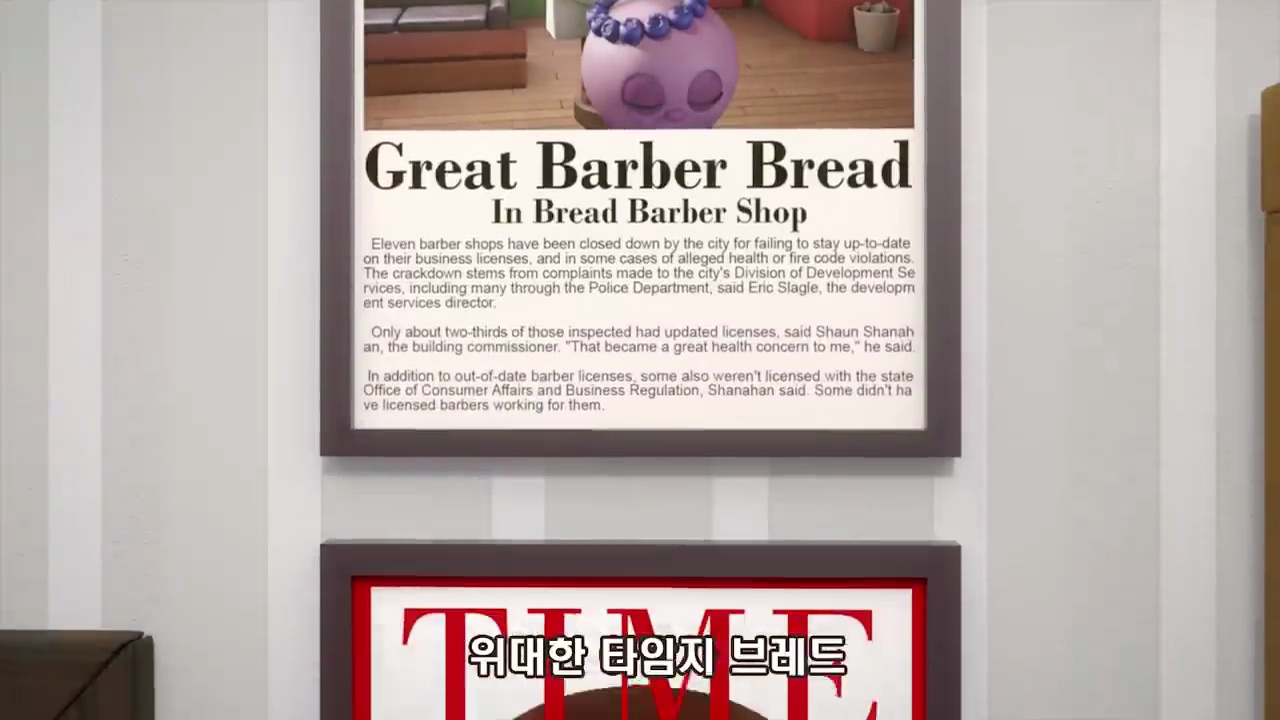 Great Barber Bread
In Bread Barber Shop
Eleven barber shops have been closed down by the city for failing to stay up-to-date
on their business licenses, and in some cases of alleged health or fire code violations.
The crackdown stems from complaints made to the city's Division of Development Se
rvices, including many through the Police Department, said Eric Slagle, the developm
ent services director.
Only about two-thirds of those inspected had updated licenses, said Shaun Shanah
an, the building commissioner. "That became a great health concern to me," he said.
In addition to out-of-date barber licenses, some also weren't licensed with the state
Office of Consumer Affairs and Business Regulation, Shanahan said. Some didn't ha
ve licensed barbers working for them.
TIME
위대한 타임지 브레드